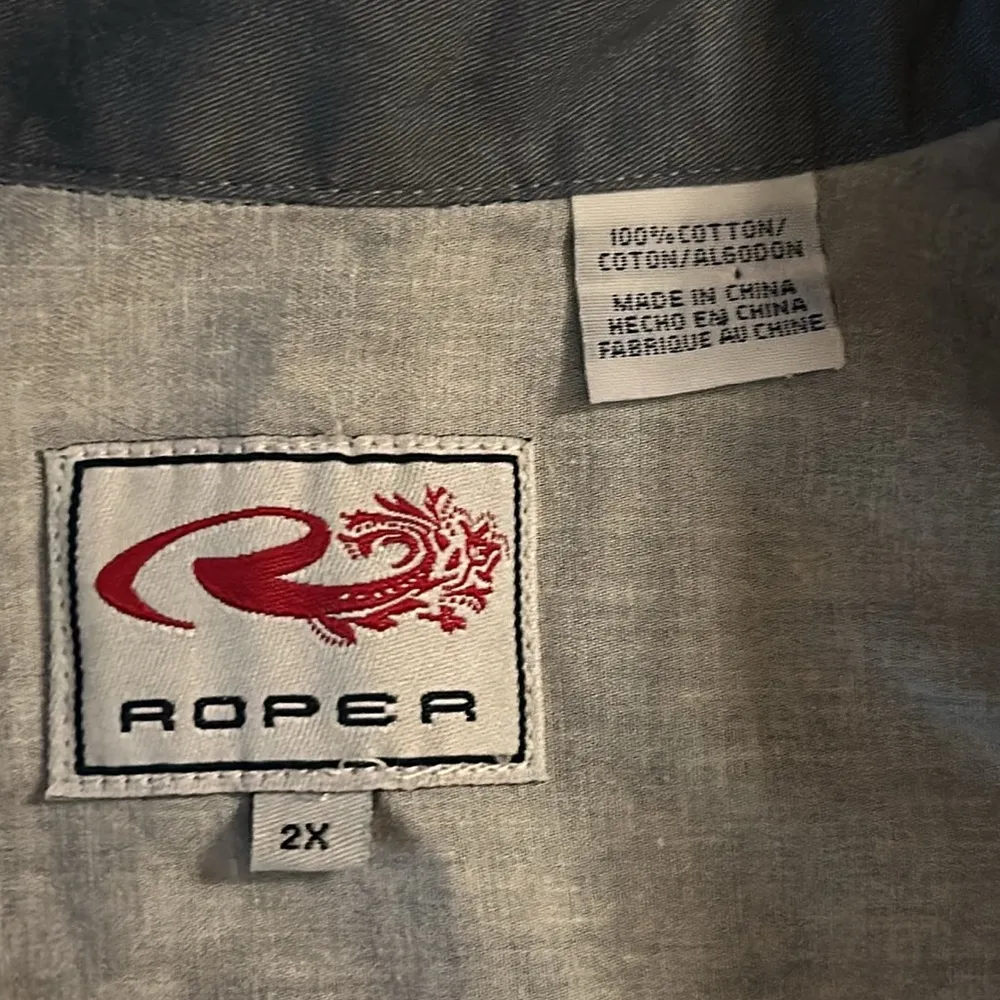 100% COTTON/
COTON/ALGODON
MADE IN CHINA
HECHO EN CHINA
FABRIQUE AU CHINE
ROPER
2X